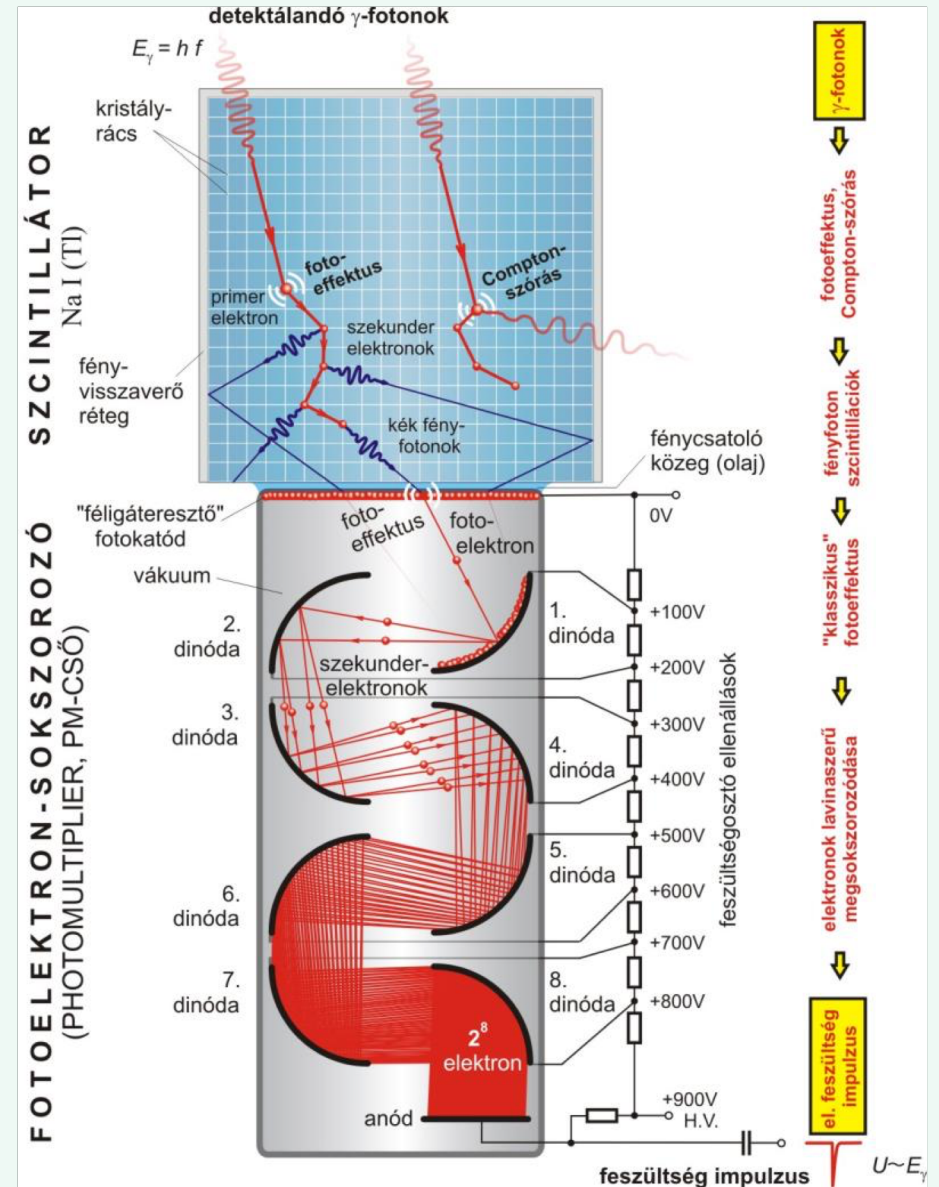 detektálandó γ-fotonok
Eγ = h f
kristály-
rács
foto-
effektus
Compton-
szórás
primer
elektron
szekunder
elektronok
fény-
visszaverő
réteg
kék fény-
fotonok
SZCINTILLÁTOR
Na I (Tl)
fénycsatoló
közeg (olaj)
"féligáteresztő"
fotokatód
foto-
effektus
foto-
elektron
0V
vákuum
1.
dinóda
+100V
2.
dinóda
+200V
szekunder-
elektronok
3.
dinóda
+300V
4.
dinóda
+400V
5.
dinóda
+500V
6.
dinóda
+600V
+700V
7.
dinóda
8.
dinóda
+800V
2⁸
elektron
anód
+900V
H.V.
feszültségosztó ellenállások
feszültség impulzus
FOTOELEKTRON-SOKSZOROZÓ
(PHOTOMULTIPLIER, PM-CSŐ)
γ-fotonok
fotoeffektus,
Compton-szórás
fényfoton
szcintillációk
"klasszikus"
fotoeffektus
elektronok lavinaszerű
megsokszorozódása
el. feszültség
impulzus
U~Eγ